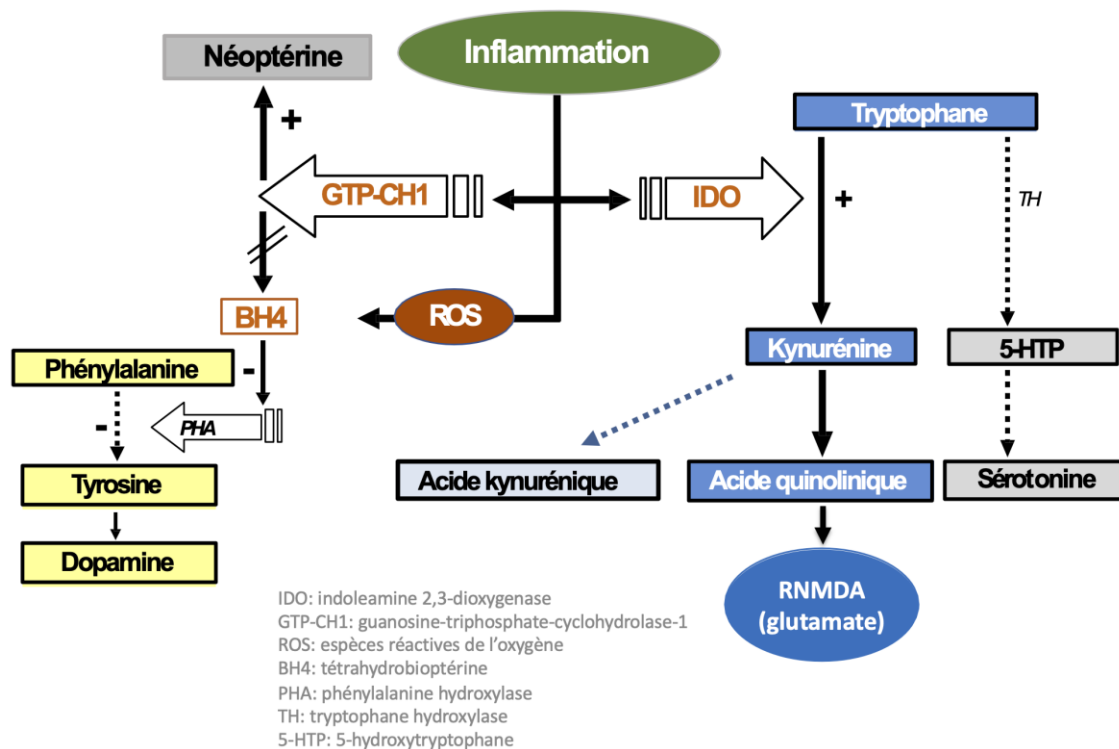 Inflammation
Néoptérine
Tryptophane
+
GTP-CH1
IDO
+
TH
BH4
ROS
Kynurénine
5-HTP
Phénylalanine
-
-
PHA
Tyrosine
Acide kynurénique
Acide quinolinique
Sérotonine
Dopamine
RNMDA
(glutamate)
IDO: indoleamine 2,3-dioxygenase
GTP-CH1: guanosine-triphosphate-cyclohydrolase-1
ROS: espèces réactives de l'oxygène
BH4: tétrahydrobioptérine
PHA: phénylalanine hydroxylase
TH: tryptophane hydroxylase
5-HTP: 5-hydroxytryptophane